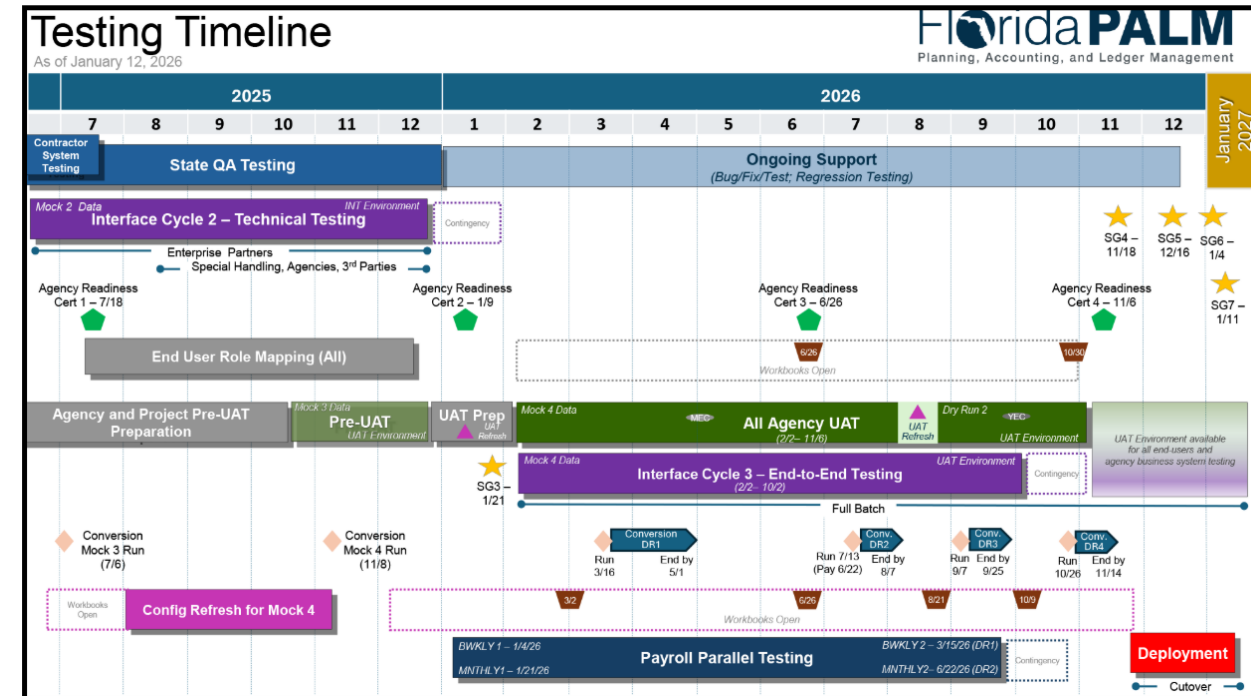 Testing Timeline
As of January 12, 2026
Florida PALM
Planning, Accounting, and Ledger Management
2025
2026
January
2027
7 8 9 10 11 12 1 2 3 4 5 6 7 8 9 10 11 12
Contractor
System
Testing
State QA Testing
Ongoing Support
(Bug/Fix/Test; Regression Testing)
Mock 2 Data
INT Environment
Interface Cycle 2 – Technical Testing
Contingency
Enterprise Partners
Special Handling, Agencies, 3rd Parties
SG4 –
11/18
SG5 –
12/16
SG6 –
1/4
SG7 –
1/11
Agency Readiness
Cert 1 – 7/18
Agency Readiness
Cert 2 – 1/9
Agency Readiness
Cert 3 – 6/26
Agency Readiness
Cert 4 – 11/6
End User Role Mapping (All)
6/26
10/30
Workbooks Open
Agency and Project Pre-UAT
Preparation
Mock 3 Data
Pre-UAT
UAT Environment
UAT Prep
UAT
Refresh
Mock 4 Data
MEC
All Agency UAT
(2/2– 11/6)
UAT
Refresh
Dry Run 2
YEC
UAT Environment
UAT Environment available
for all end-users and
agency business system testing
SG3 –
1/21
Mock 4 Data
UAT Environment
Interface Cycle 3 – End-to-End Testing
(2/2– 10/2)
Contingency
Full Batch
Conversion
Mock 3 Run
(7/6)
Conversion
Mock 4 Run
(11/8)
Conversion
DR1
Run
3/16
End by
5/1
Conv.
DR2
Run 7/13
(Pay 6/22)
End by
8/7
Conv.
DR3
Run
9/7
End by
9/25
Conv.
DR4
Run
10/26
End by
11/14
Workbooks
Open
Config Refresh for Mock 4
3/2
6/26
8/21
10/9
Workbooks Open
BWKLY 1 – 1/4/26
MNTHLY1 – 1/21/26
Payroll Parallel Testing
BWKLY 2 – 3/15/26 (DR1)
MNTHLY2– 6/22/26 (DR2)
Contingency
Deployment
Cutover